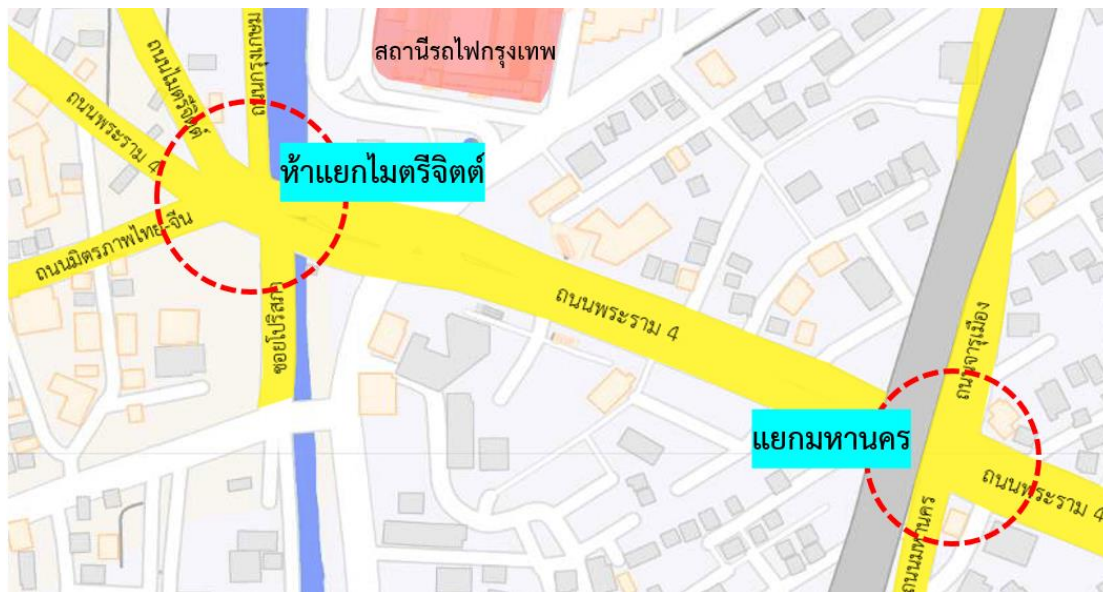 สถานีรถไฟกรุงเทพ
ถนนกรุงเกษม
ถนนไมตรีจิตต์
ถนนพระราม 4
ห้าแยกไมตรีจิตต์
ถนนมิตรภาพไทย-จีน
ซอยโปริสภา
ถนนพระราม 4
ถนนจารุเมือง
แยกมหานคร
ถนนพระราม 4
ถนนมหานคร